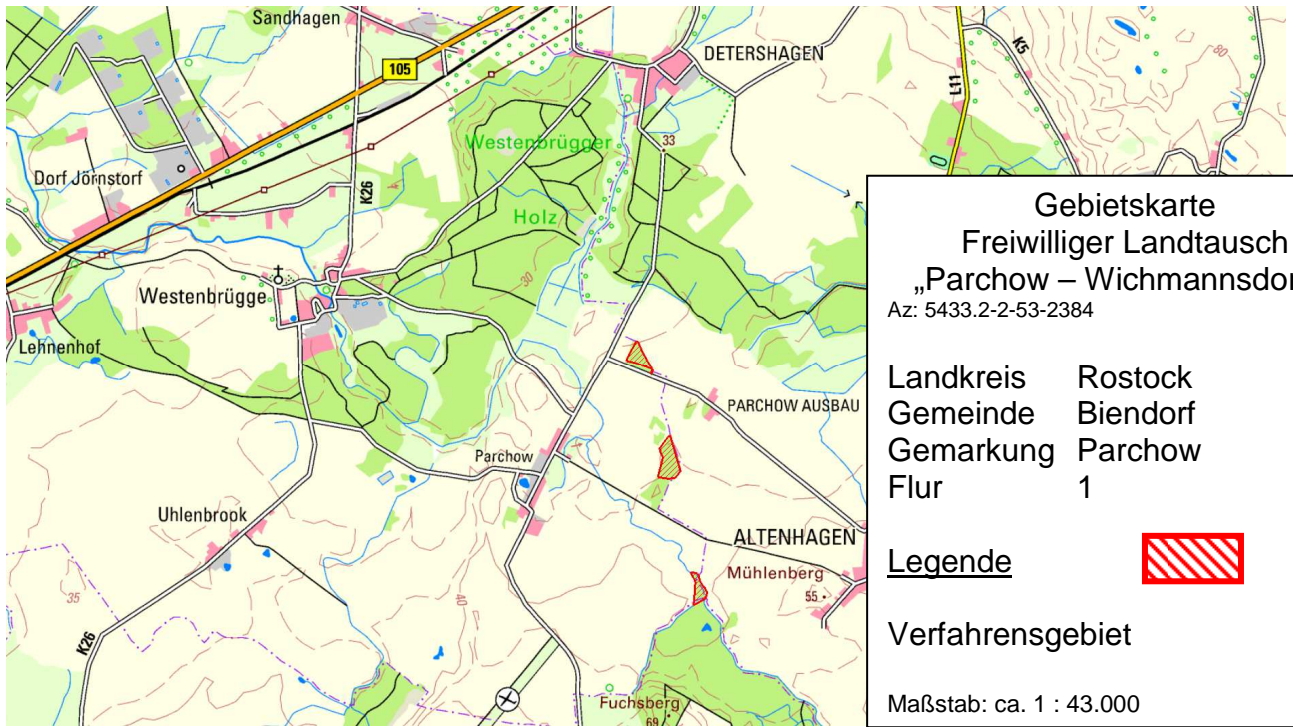 Sandhagen
105
DETERSHAGEN
L11
K5
80
Westenbrügger
33
Dorf Jörnstorf
K26
Holz
30
Westenbrügge
Lehnenhof
PARCHOW AUSBAU
Parchow
Uhlenbrook
ALTENHAGEN
Mühlenberg
55
35
40
K26
Fuchsberg
69
Gebietskarte
Freiwilliger Landtausch
„Parchow – Wichmannsdor
Az: 5433.2-2-53-2384
Landkreis Rostock
Gemeinde Biendorf
Gemarkung Parchow
Flur 1
Legende
Verfahrensgebiet
Maßstab: ca. 1 : 43.000